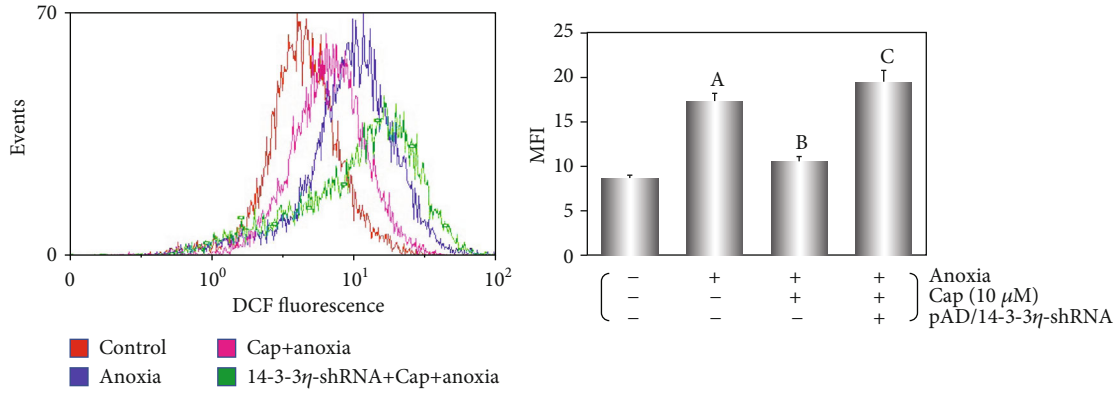 70
Events
0
0 10⁰ 10¹ 10²
DCF fluorescence
Control
Anoxia
Cap+anoxia
14-3-3η-shRNA+Cap+anoxia
25
20
15
10
5
0
MFI
A
B
C
− + + + Anoxia
− − + + Cap (10 μM)
− − − + pAD/14-3-3η-shRNA